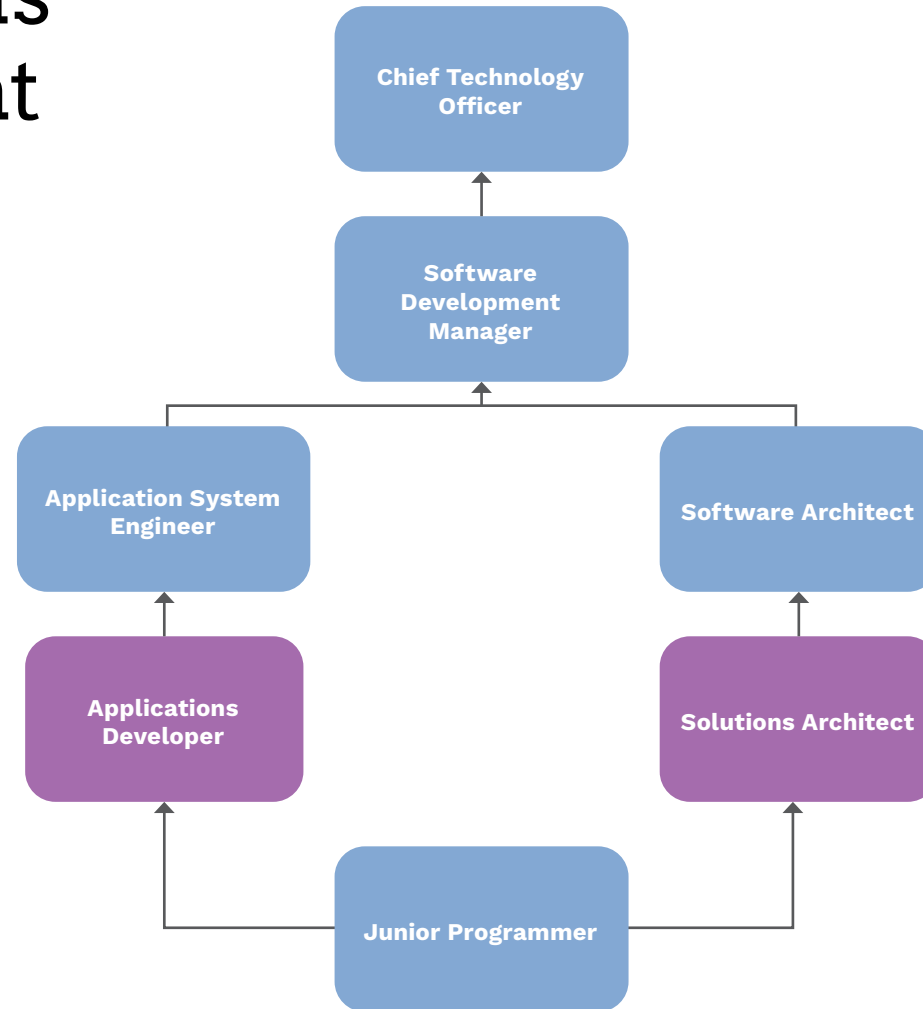 Chief Technology
Officer
Software
Development
Manager
Application System
Engineer
Software Architect
Applications
Developer
Solutions Architect
Junior Programmer